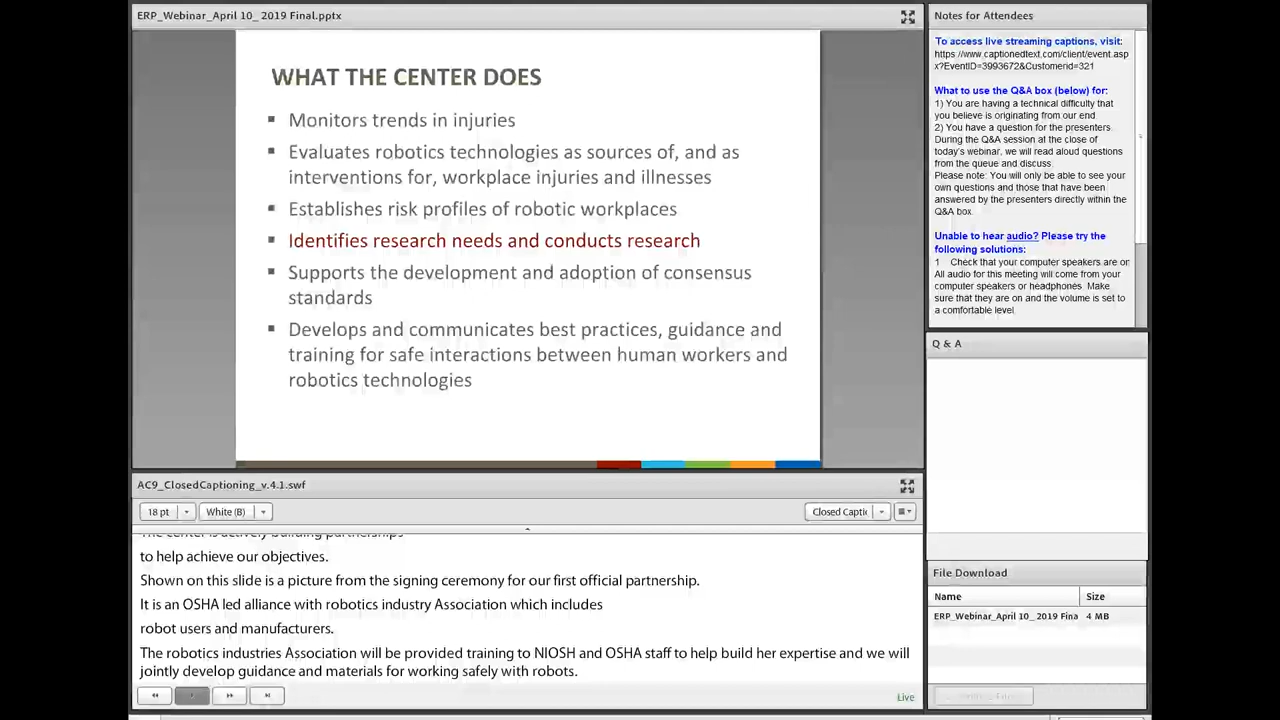 ERP_Webinar_April 10_ 2019 Final.pptx
WHAT THE CENTER DOES
▪ Monitors trends in injuries
▪ Evaluates robotics technologies as sources of, and as
interventions for, workplace injuries and illnesses
▪ Establishes risk profiles of robotic workplaces
▪ Identifies research needs and conducts research
▪ Supports the development and adoption of consensus
standards
▪ Develops and communicates best practices, guidance and
training for safe interactions between human workers and
robotics technologies
AC9_ClosedCaptioning_v.4.1.swf
18 pt
White (B)
Closed Captic
The center is actively building partnerships
to help achieve our objectives.
Shown on this slide is a picture from the signing ceremony for our first official partnership.
It is an OSHA led alliance with robotics industry Association which includes
robot users and manufacturers.
The robotics industries Association will be provided training to NIOSH and OSHA staff to help build her expertise and we will
jointly develop guidance and materials for working safely with robots.
Live
Notes for Attendees
To access live streaming captions, visit:
https://www.captionedtext.com/client/event.asp
x?EventID=3993672&Customerid=321
What to use the Q&A box (below) for:
1) You are having a technical difficulty that
you believe is originating from our end
2) You have a question for the presenters.
During the Q&A session at the close of
today's webinar, we will read aloud questions
from the queue and discuss.
Please note: You will only be able to see your
own questions and those that have been
answered by the presenters directly within the
Q&A box.
Unable to hear audio? Please try the
following solutions:
1 Check that your computer speakers are on
All audio for this meeting will come from your
computer speakers or headphones. Make
sure that they are on and the volume is set to
a comfortable level.
Q & A
File Download
Name Size
ERP_Webinar_April 10_ 2019 Fina 4 MB